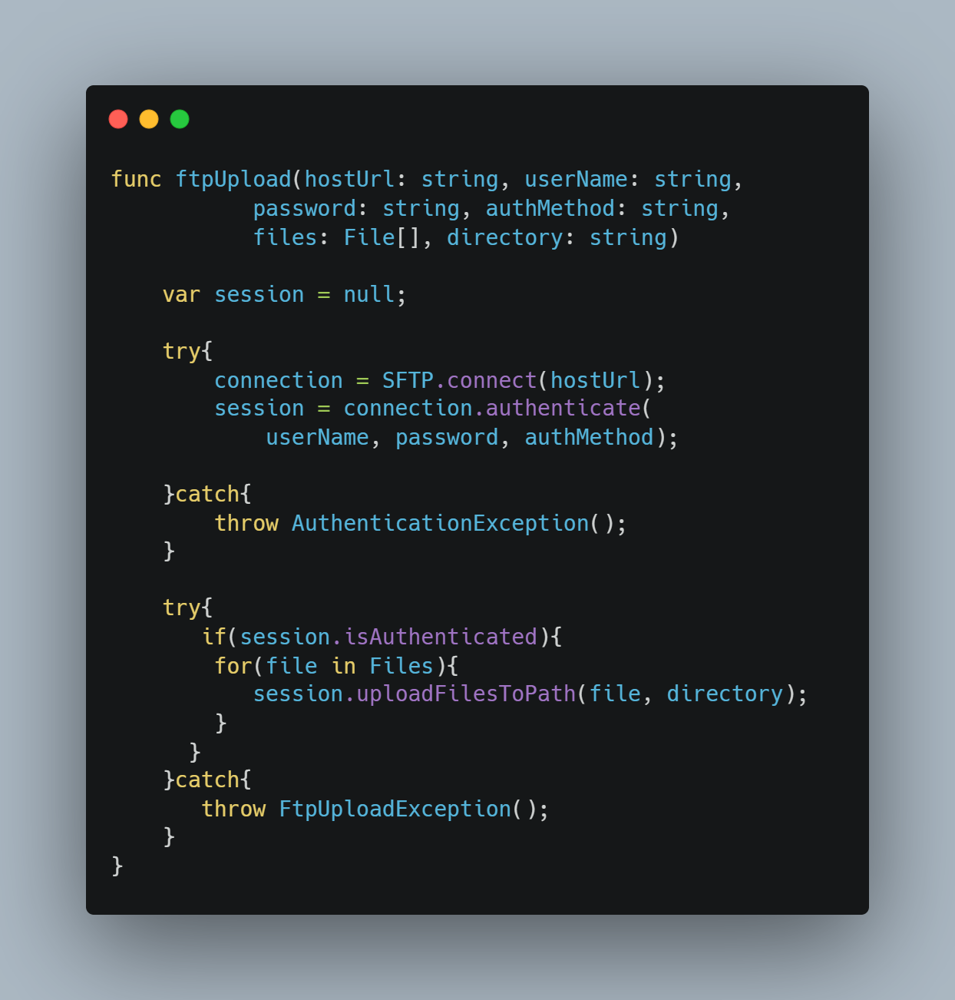 func ftpUpload(hostUrl: string, userName: string,
           password: string, authMethod: string,
           files: File[], directory: string)

    var session = null;

    try{
        connection = SFTP.connect(hostUrl);
        session = connection.authenticate(
            userName, password, authMethod);

    }catch{
        throw AuthenticationException();
    }

    try{
       if(session.isAuthenticated){
        for(file in Files){
           session.uploadFilesToPath(file, directory);
        }
      }
    }catch{
       throw FtpUploadException();
    }
}